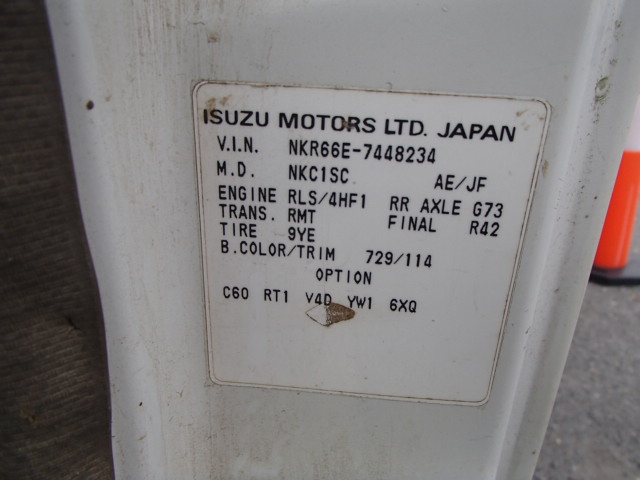 ISUZU MOTORS LTD. JAPAN
V.I.N. NKR66E-7448234
M.D. NKC1SC AE/JF
ENGINE RLS/4HF1 RR AXLE G73
TRANS. RMT FINAL R42
TIRE 9YE
B.COLOR/TRIM 729/114
OPTION
C60 RT1 V4D YW1 6XQ